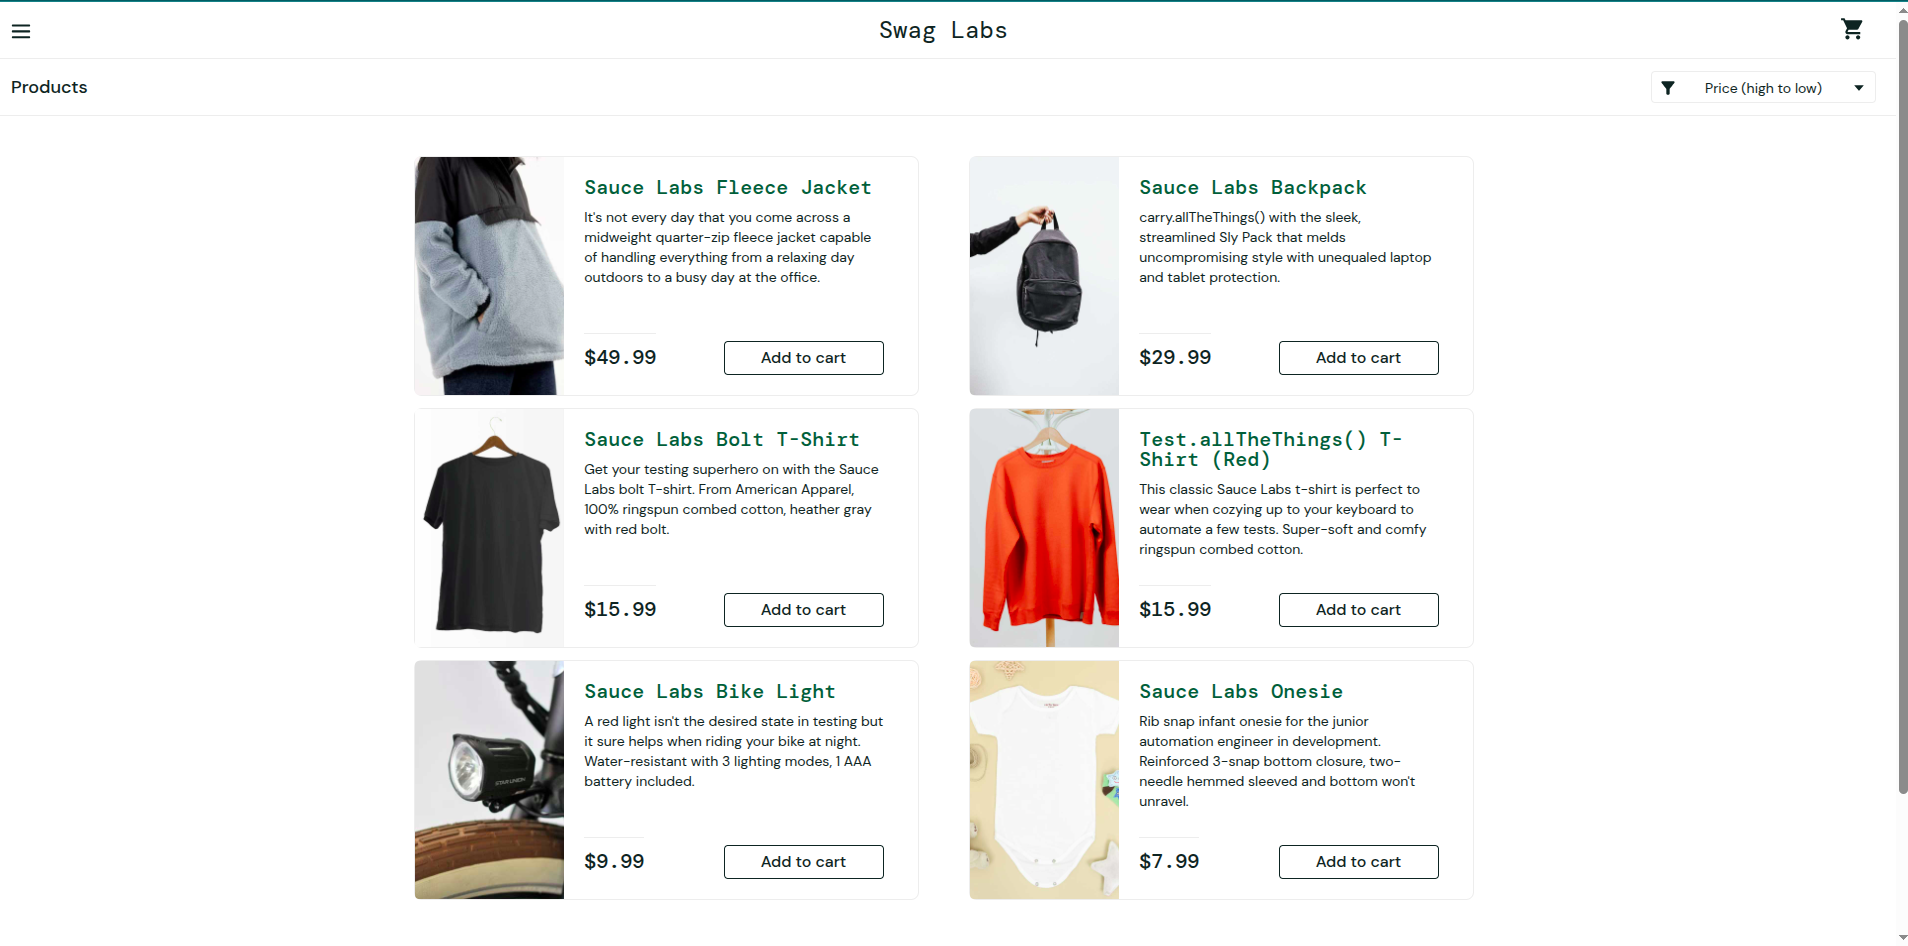 Swag Labs
Products
Price (high to low)
Sauce Labs Fleece Jacket
It's not every day that you come across a
midweight quarter-zip fleece jacket capable
of handling everything from a relaxing day
outdoors to a busy day at the office.
$49.99
Add to cart
Sauce Labs Backpack
carry.allTheThings() with the sleek,
streamlined Sly Pack that melds
uncompromising style with unequaled laptop
and tablet protection.
$29.99
Add to cart
Sauce Labs Bolt T-Shirt
Get your testing superhero on with the Sauce
Labs bolt T-shirt. From American Apparel,
100% ringspun combed cotton, heather gray
with red bolt.
$15.99
Add to cart
Test.allTheThings() T-
Shirt (Red)
This classic Sauce Labs t-shirt is perfect to
wear when cozying up to your keyboard to
automate a few tests. Super-soft and comfy
ringspun combed cotton.
$15.99
Add to cart
STAR UNION
Sauce Labs Bike Light
A red light isn't the desired state in testing but
it sure helps when riding your bike at night.
Water-resistant with 3 lighting modes, 1 AAA
battery included.
$9.99
Add to cart
Sauce Labs Onesie
Rib snap infant onesie for the junior
automation engineer in development.
Reinforced 3-snap bottom closure, two-
needle hemmed sleeved and bottom won't
unravel.
$7.99
Add to cart